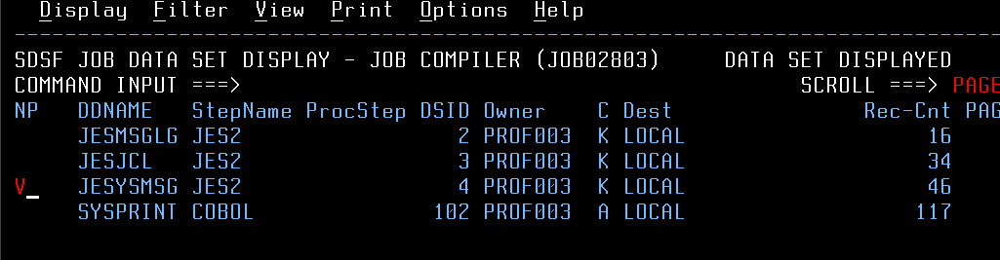 Display Filter View Print Options Help
SDSF JOB DATA SET DISPLAY - JOB COMPILER (JOB02803) DATA SET DISPLAYED
COMMAND INPUT ===> SCROLL ===> PAGE
NP DDNAME StepName ProcStep DSID Owner C Dest Rec-Cnt PAG
JESMSGLG JES2 2 PROF003 K LOCAL 16
JESJCL JES2 3 PROF003 K LOCAL 34
V_ JESYSMSG JES2 4 PROF003 K LOCAL 46
SYSPRINT COBOL 102 PROF003 A LOCAL 117